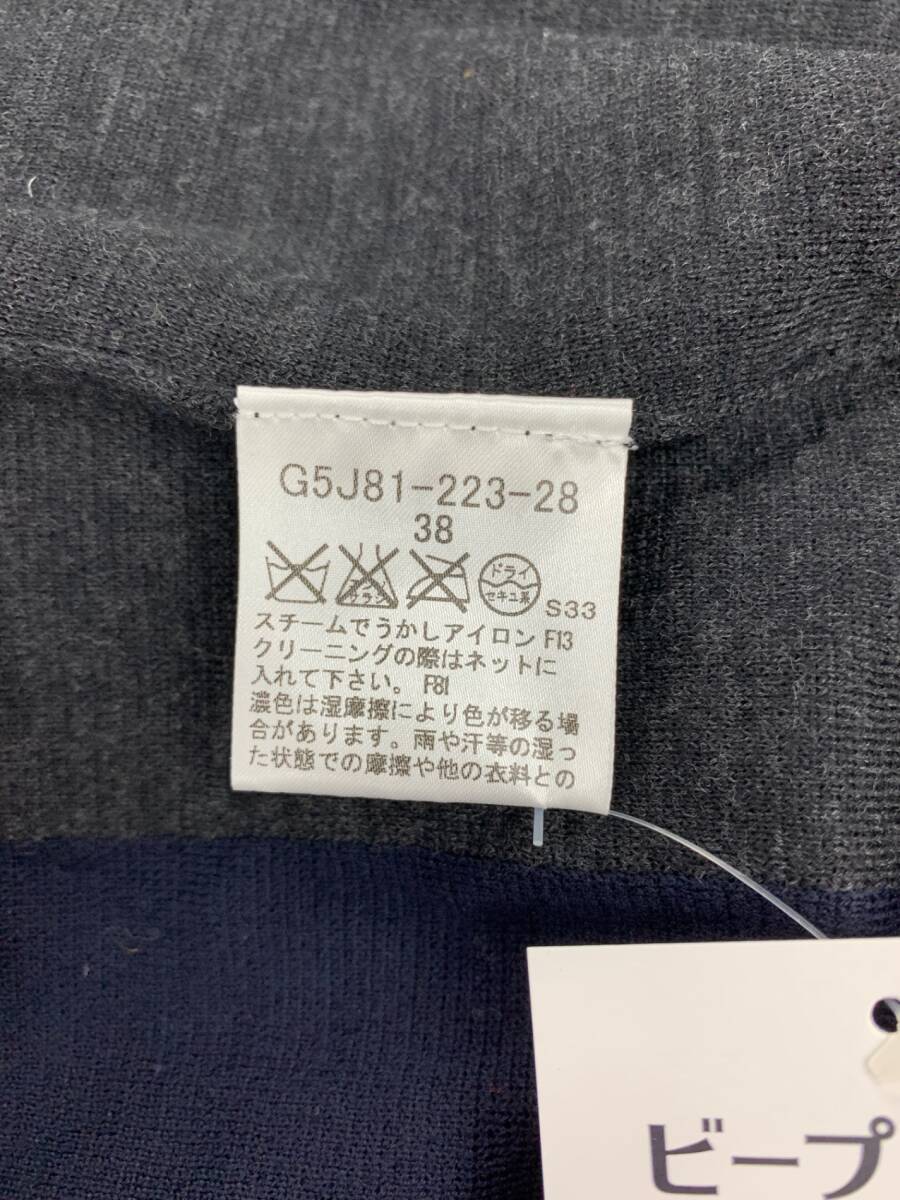 G5J81-223-28
38
ドライ
セキユ系
S33
スチームでうかしアイロン F13
クリーニングの際はネットに
入れて下さい。 F81
濃色は湿摩擦により色が移る場
合があります。雨や汗等の湿っ
た状態での摩擦や他の衣料との
ビープ